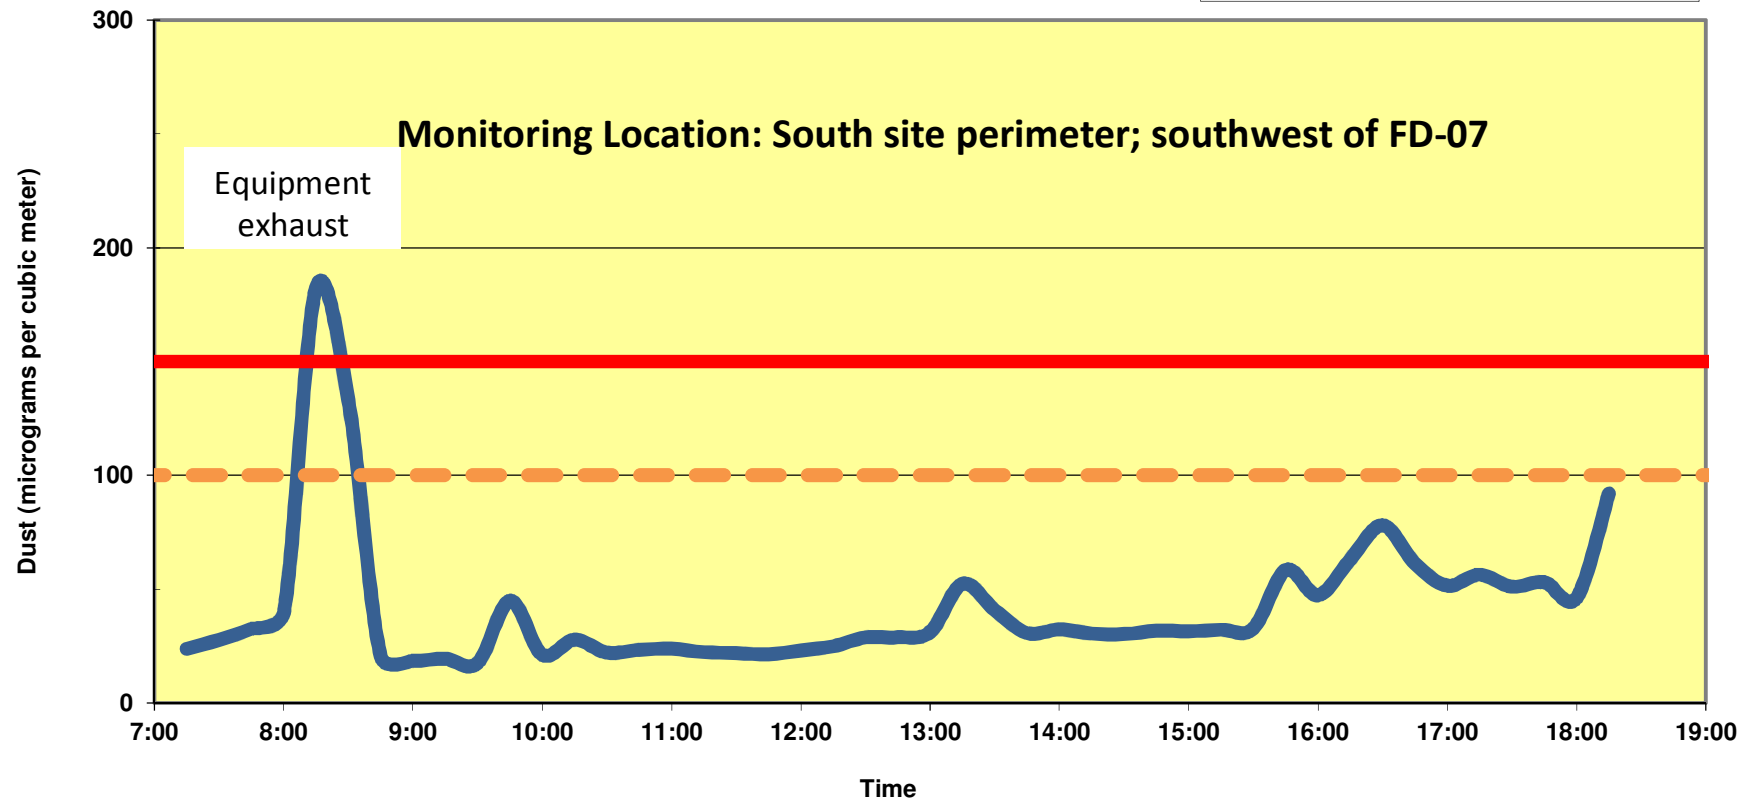 300
Monitoring Location: South site perimeter; southwest of FD-07
Equipment
exhaust
200
100
0
Dust (micrograms per cubic meter)
7:00 8:00 9:00 10:00 11:00 12:00 13:00 14:00 15:00 16:00 17:00 18:00 19:00
Time